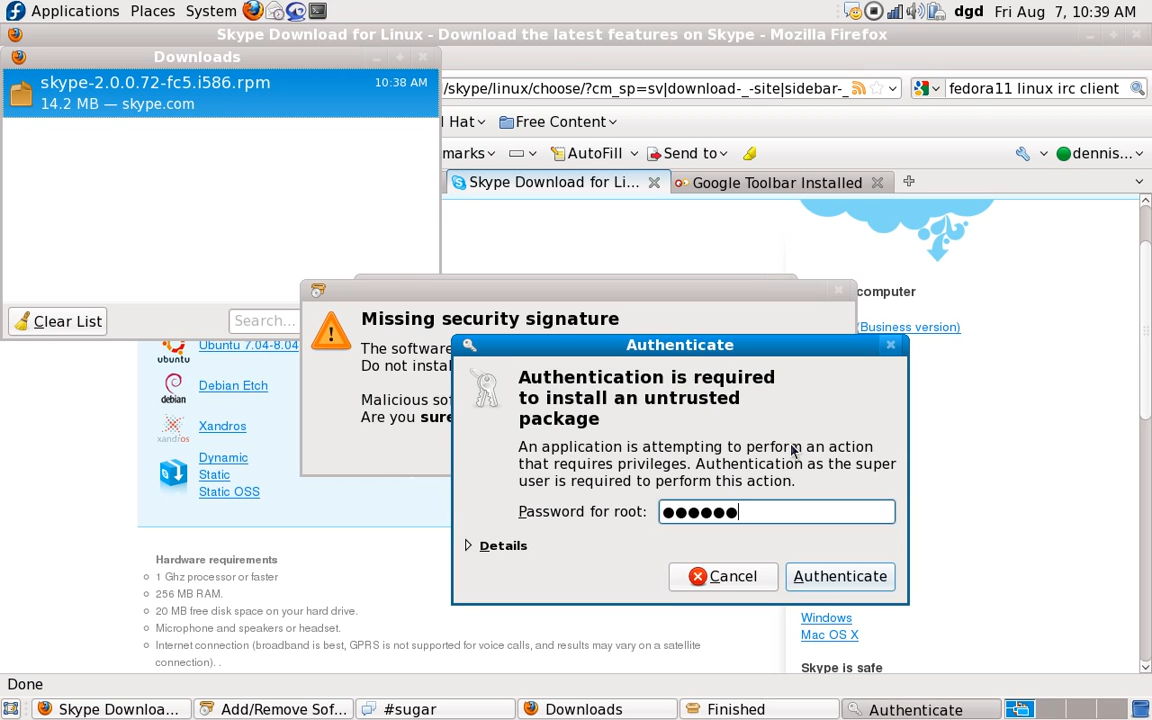 Applications Places System
dgd Fri Aug 7, 10:39 AM
Skype Download for Linux - Download the latest features on Skype - Mozilla Firefox
Downloads
skype-2.0.0.72-fc5.i586.rpm 10:38 AM
14.2 MB — skype.com
/skype/linux/choose/?cm_sp=sv|download-_-site|sidebar-_
fedora11 linux irc client
l Hat Free Content
marks AutoFill Send to dennis...
Skype Download for Li... Google Toolbar Installed
computer
(Business version)
Clear List Search...
Ubuntu 7.04-8.04
Debian Etch
Xandros
Dynamic
Static
Static OSS
Missing security signature
The software
Do not instal
Malicious so
Are you sure
Authenticate
Authentication is required
to install an untrusted
package
An application is attempting to perform an action
that requires privileges. Authentication as the super
user is required to perform this action.
Password for root: ●●●●●●
Details
Cancel Authenticate
Hardware requirements
1 Ghz processor or faster
256 MB RAM.
20 MB free disk space on your hard drive.
Microphone and speakers or headset.
Internet connection (broadband is best, GPRS is not supported for voice calls, and results may vary on a satellite
connection). .
Windows
Mac OS X
Skype is safe
Done
Skype Downloa... Add/Remove Sof... #sugar Downloads Finished Authenticate